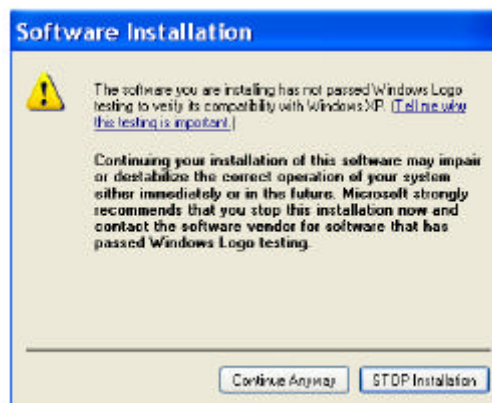 Software Installation
The software you are installing has not passed Windows Logo
testing to verify its compatibility with Windows XP. (Tell me why
this testing is important.)
Continuing your installation of this software may impair
or destabilize the correct operation of your system
either immediately or in the future. Microsoft strongly
recommends that you stop this installation now and
contact the software vendor for software that has
passed Windows Logo testing.
Continue Anyway
STOP Installation